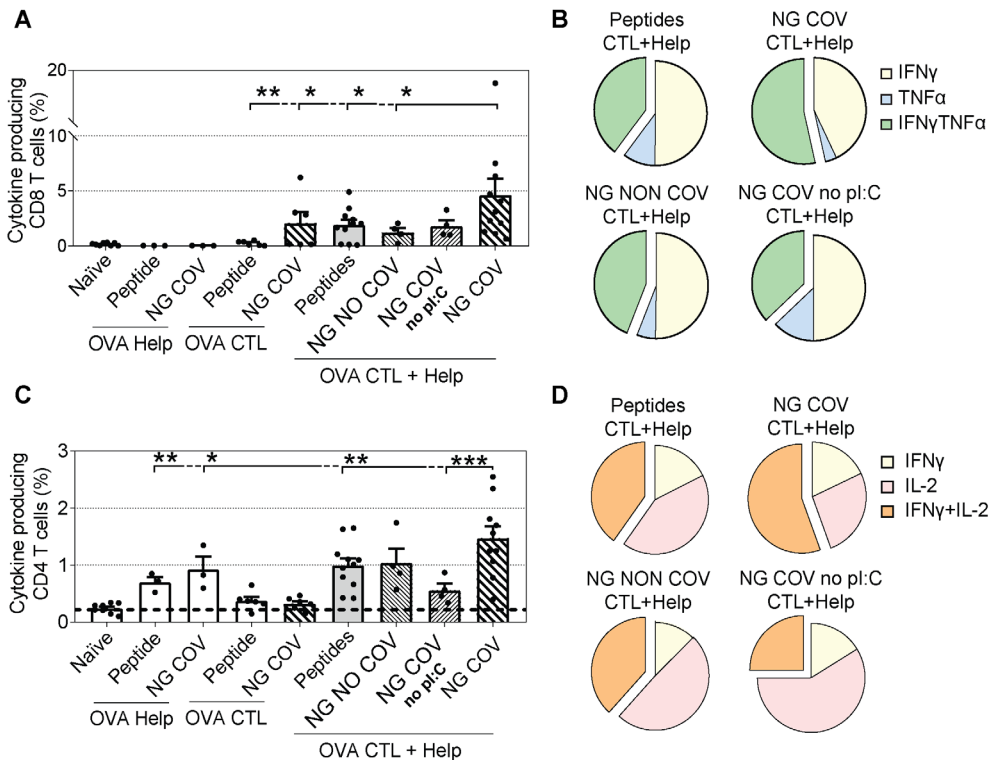 A
Cytokine producing
CD8 T cells (%)
20
10
5
0
** * * *
Naïve
Peptide
NG COV
Peptide
NG COV
Peptides
NG NO COV
NG COV
no pI:C
NG COV
OVA Help
OVA CTL
OVA CTL + Help
B
Peptides
CTL+Help
NG COV
CTL+Help
IFNγ
TNFα
IFNγTNFα
NG NON COV
CTL+Help
NG COV no pI:C
CTL+Help
C
Cytokine producing
CD4 T cells (%)
3
2
1
0
** * ** ***
Naïve
Peptide
NG COV
Peptide
NG COV
Peptides
NG NO COV
NG COV
no pI:C
NG COV
OVA Help
OVA CTL
OVA CTL + Help
D
Peptides
CTL+Help
NG COV
CTL+Help
IFNγ
IL-2
IFNγ+IL-2
NG NON COV
CTL+Help
NG COV no pI:C
CTL+Help